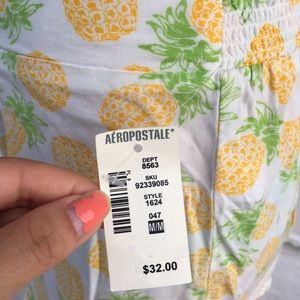 AÉROPOSTALE®
DEPT
8563
SKU
92339085
STYLE
1624
047
M/M
$32.00